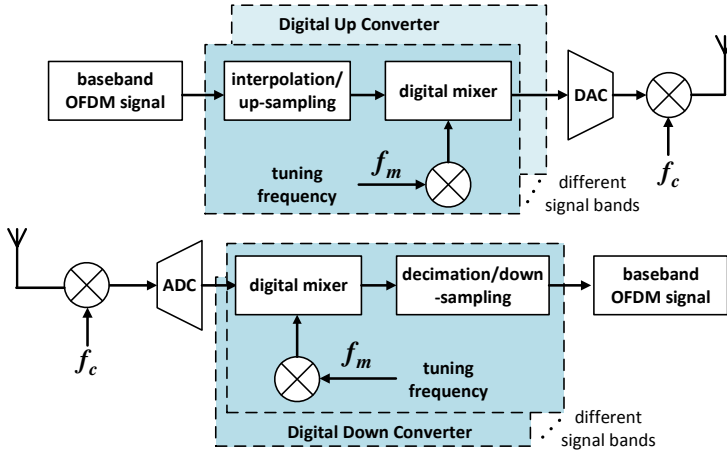 Digital Up Converter
baseband
OFDM signal
interpolation/
up-sampling
digital mixer
DAC
tuning
frequency
f_m
different
signal bands
f_c
ADC
digital mixer
decimation/down
-sampling
baseband
OFDM signal
f_c
f_m
tuning
frequency
Digital Down Converter
different
signal bands